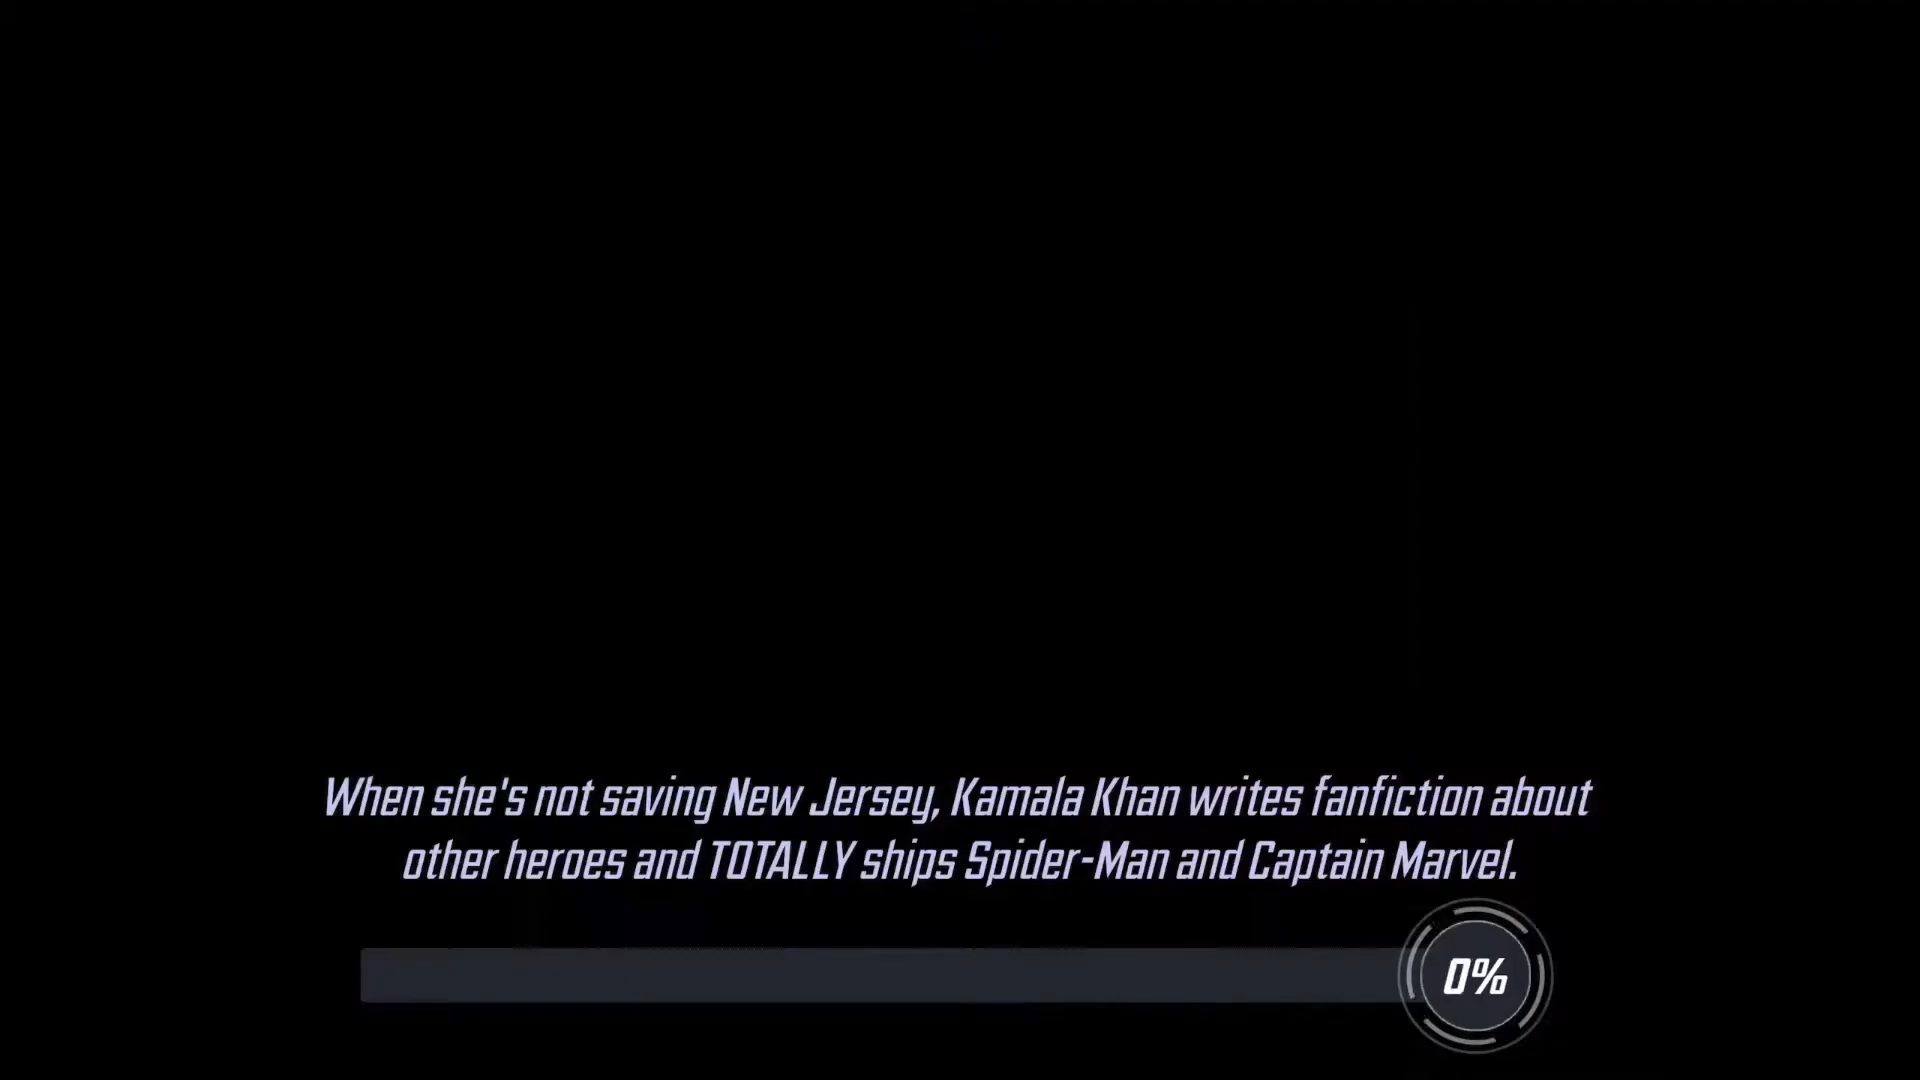 When she's not saving New Jersey, Kamala Khan writes fanfiction about
other heroes and TOTALLY ships Spider-Man and Captain Marvel.
0%